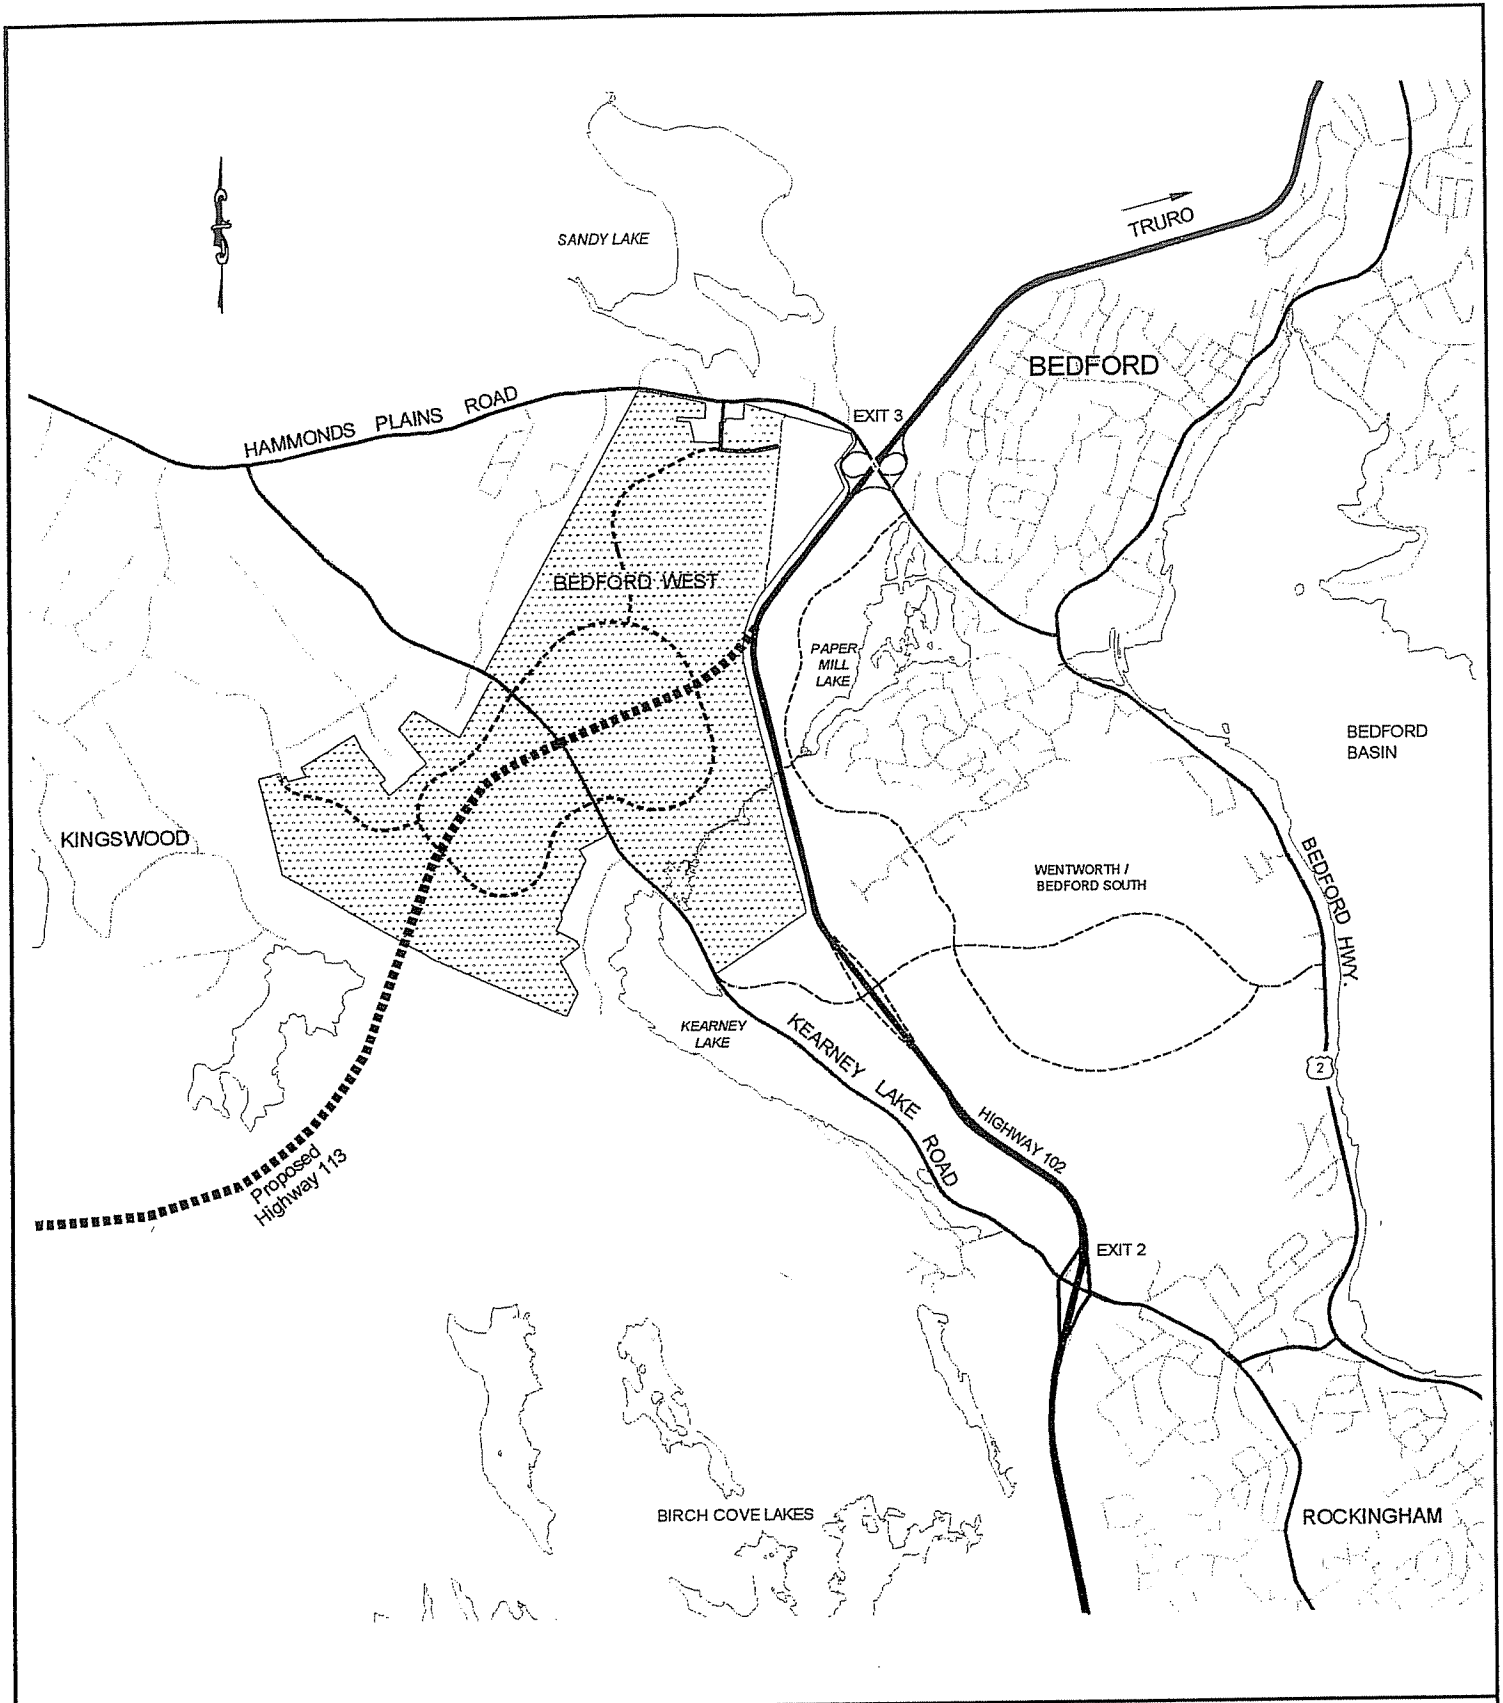 TRURO
SANDY LAKE
BEDFORD
HAMMONDS PLAINS ROAD
EXIT 3
BEDFORD WEST
PAPER
MILL
LAKE
BEDFORD
BASIN
KINGSWOOD
WENTWORTH /
BEDFORD SOUTH
BEDFORD HWY.
KEARNEY
LAKE
KEARNEY LAKE ROAD
2
HIGHWAY 102
Proposed
Highway 113
EXIT 2
BIRCH COVE LAKES
ROCKINGHAM